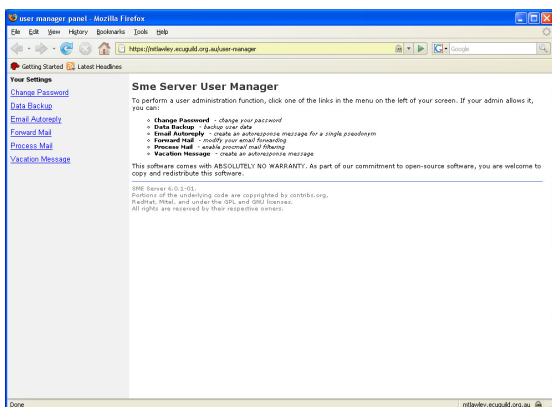 user manager panel - Mozilla Firefox
File Edit View History Bookmarks Tools Help
https://mtlawley.ecuguild.org.au/user-manager
Google
Getting Started Latest Headlines
Your Settings
Change Password
Data Backup
Email Autoreply
Forward Mail
Process Mail
Vacation Message
Sme Server User Manager
To perform a user administration function, click one of the links in the menu on the left of your screen. If your admin allows it,
you can:
Change Password - change your password
Data Backup - backup user data
Email Autoreply - create an autoresponse message for a single pseudonym
Forward Mail - modify your email forwarding
Process Mail - enable procmail mail filtering
Vacation Message - create an autoresponse message
This software comes with ABSOLUTELY NO WARRANTY. As part of our commitment to open-source software, you are welcome to
copy and redistribute this software.
SME Server 6.0.1-01.
Portions of the underlying code are copyrighted by contribs.org,
RedHat, Mitel, and under the GPL and GNU licenses.
All rights are reserved by their respective owners.
Done
mtlawley.ecuguild.org.au